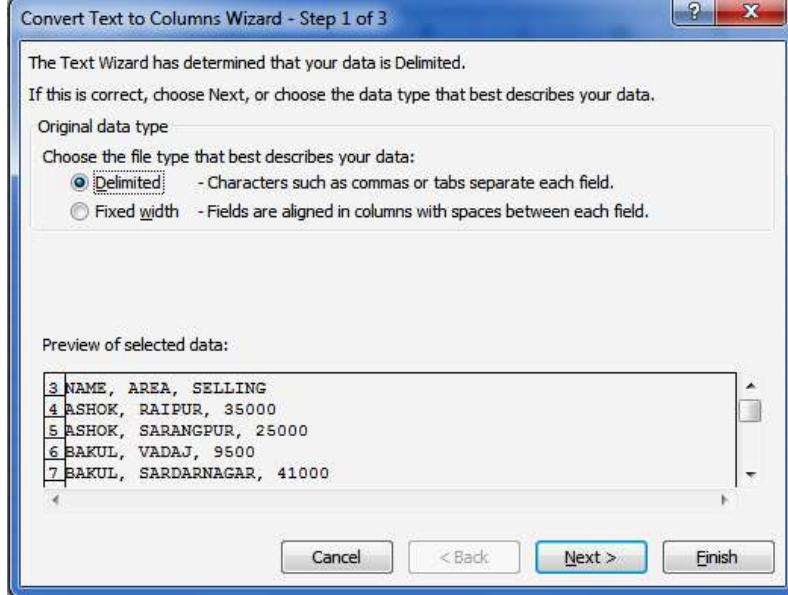 Convert Text to Columns Wizard - Step 1 of 3
?
The Text Wizard has determined that your data is Delimited.
If this is correct, choose Next, or choose the data type that best describes your data.
Original data type
Choose the file type that best describes your data:
Delimited - Characters such as commas or tabs separate each field.
Fixed width - Fields are aligned in columns with spaces between each field.
Preview of selected data:
3 NAME, AREA, SELLING
4 ASHOK, RAIPUR, 35000
5 ASHOK, SARANGPUR, 25000
6 BAKUL, VADAJ, 9500
7 BAKUL, SARDARNAGAR, 41000
Cancel < Back Next > Finish